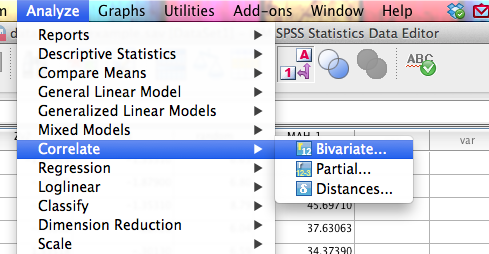 Analyze Graphs Utilities Add-ons Window Help
SPSS Statistics Data Editor
Reports
Descriptive Statistics
Compare Means
General Linear Model
Generalized Linear Models
Mixed Models
Correlate
Regression
Loglinear
Classify
Dimension Reduction
Scale
A
1
ABC
MAH_1
var
Bivariate...
Partial...
Distances...
45.69710
37.63063
34.37390